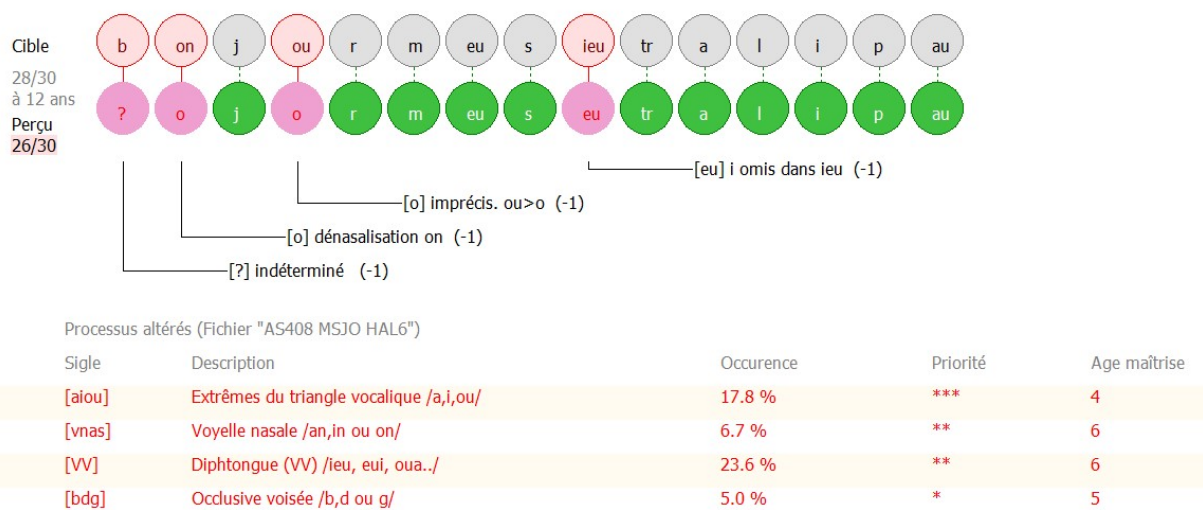 Cible b on j ou r m eu s ieu tr a l i p au
28/30
à 12 ans
? o j o r m eu s eu tr a l i p au
Perçu
26/30
[eu] i omis dans ieu (-1)
[o] imprécis. ou>o (-1)
[o] dénasalisation on (-1)
[?] indéterminé (-1)
Processus altérés (Fichier "AS408 MSJO HAL6")
Sigle Description Occurence Priorité Age maîtrise
[aiou] Extrêmes du triangle vocalique /a,i,ou/ 17.8 % *** 4
[vnas] Voyelle nasale /an,in ou on/ 6.7 % ** 6
[VV] Diphtongue (VV) /ieu, eui, oua../ 23.6 % ** 6
[bdg] Occlusive voisée /b,d ou g/ 5.0 % * 5